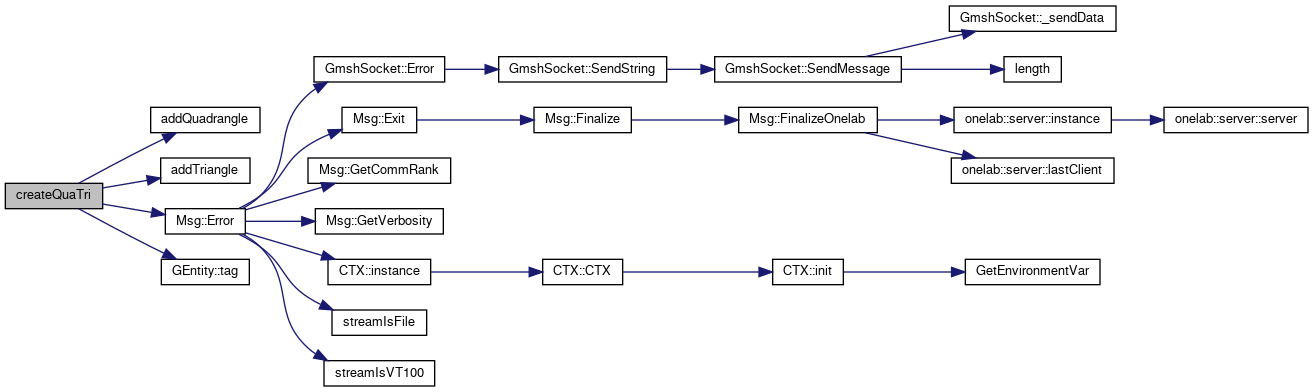 createQuaTri
addQuadrangle
addTriangle
Msg::Error
GEntity::tag
GmshSocket::Error
GmshSocket::SendString
GmshSocket::SendMessage
GmshSocket::_sendData
length
Msg::Exit
Msg::Finalize
Msg::FinalizeOnelab
onelab::server::instance
onelab::server::server
onelab::server::lastClient
Msg::GetCommRank
Msg::GetVerbosity
CTX::instance
CTX::CTX
CTX::init
GetEnvironmentVar
streamIsFile
streamIsVT100